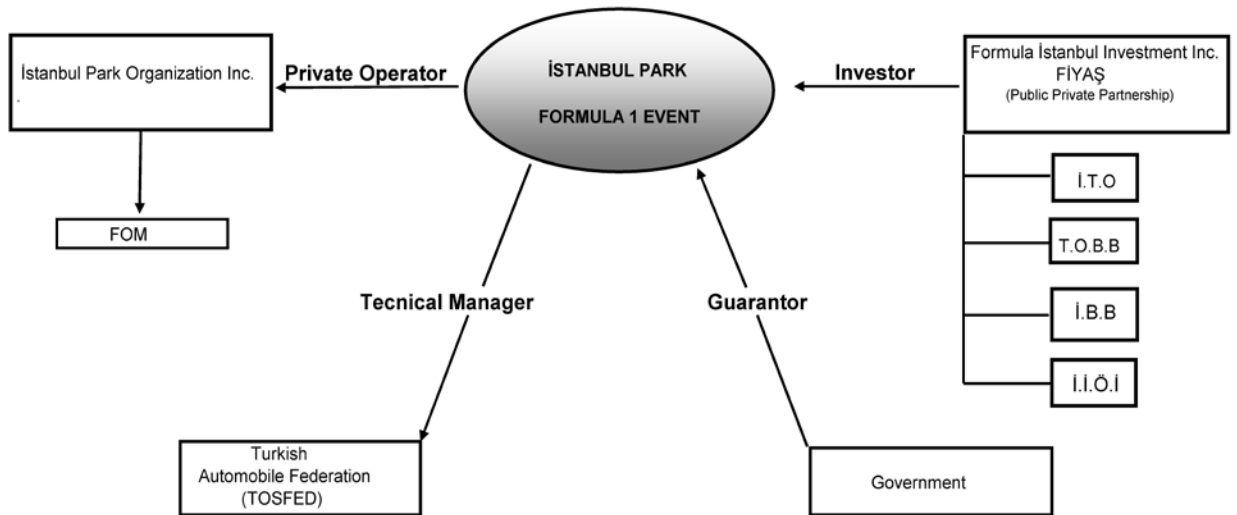 İstanbul Park Organization Inc.
.
Private Operator
İSTANBUL PARK
FORMULA 1 EVENT
Investor
Formula İstanbul Investment Inc.
FİYAŞ
(Public Private Partnership)
İ.T.O
T.O.B.B
İ.B.B
İ.İ.Ö.İ
FOM
Tecnical Manager
Guarantor
Turkish
Automobile Federation
(TOSFED)
Government